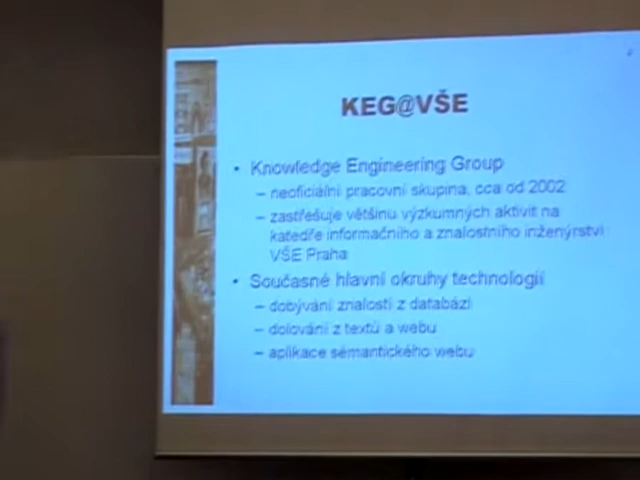 KEG@VŠE
• Knowledge Engineering Group
– neoficiální pracovní skupina, cca od 2002
– zastřešuje většinu výzkumných aktivit na
katedře informačního a znalostního inženýrství
VŠE Praha
• Současné hlavní okruhy technologií
– dobývání znalostí z databází
– dolování z textů a webu
– aplikace sémantického webu